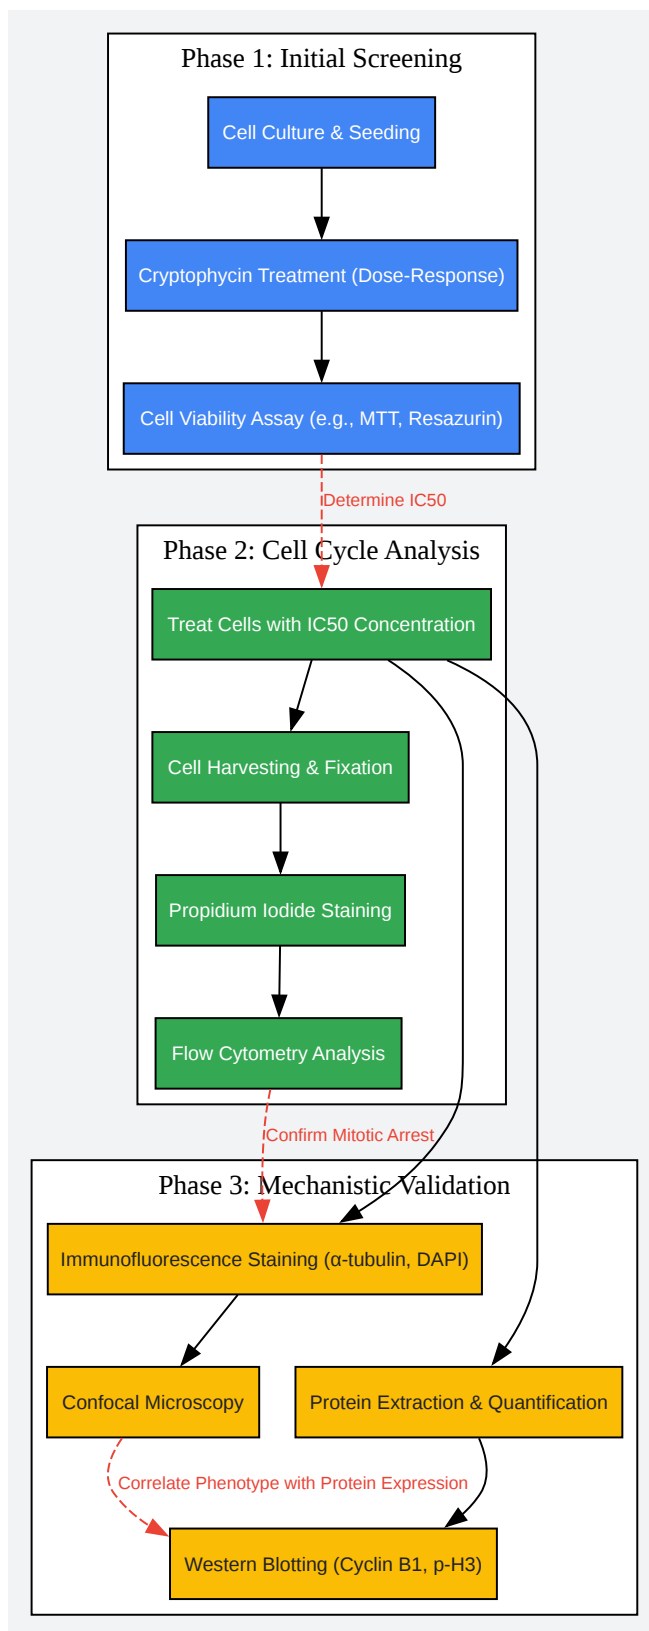 Phase 1: Initial Screening
Cell Culture & Seeding
Cryptophycin Treatment (Dose-Response)
Cell Viability Assay (e.g., MTT, Resazurin)
Determine IC50
Phase 2: Cell Cycle Analysis
Treat Cells with IC50 Concentration
Cell Harvesting & Fixation
Propidium Iodide Staining
Flow Cytometry Analysis
Confirm Mitotic Arrest
Phase 3: Mechanistic Validation
Immunofluorescence Staining (α-tubulin, DAPI)
Confocal Microscopy
Protein Extraction & Quantification
Correlate Phenotype with Protein Expression
Western Blotting (Cyclin B1, p-H3)